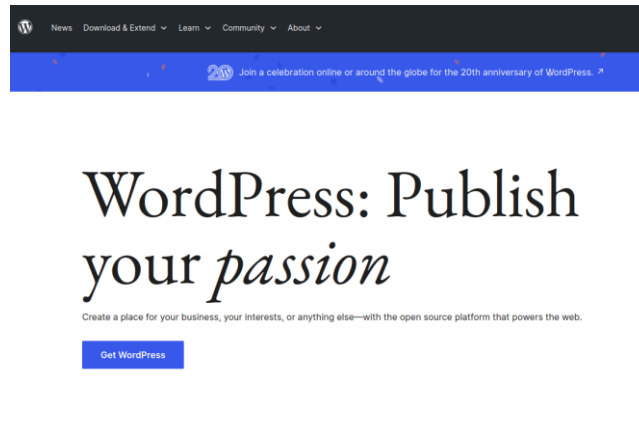 News Download & Extend Learn Community About
20 Join a celebration online or around the globe for the 20th anniversary of WordPress. ↗
WordPress: Publish
your passion
Create a place for your business, your interests, or anything else—with the open source platform that powers the web.
Get WordPress